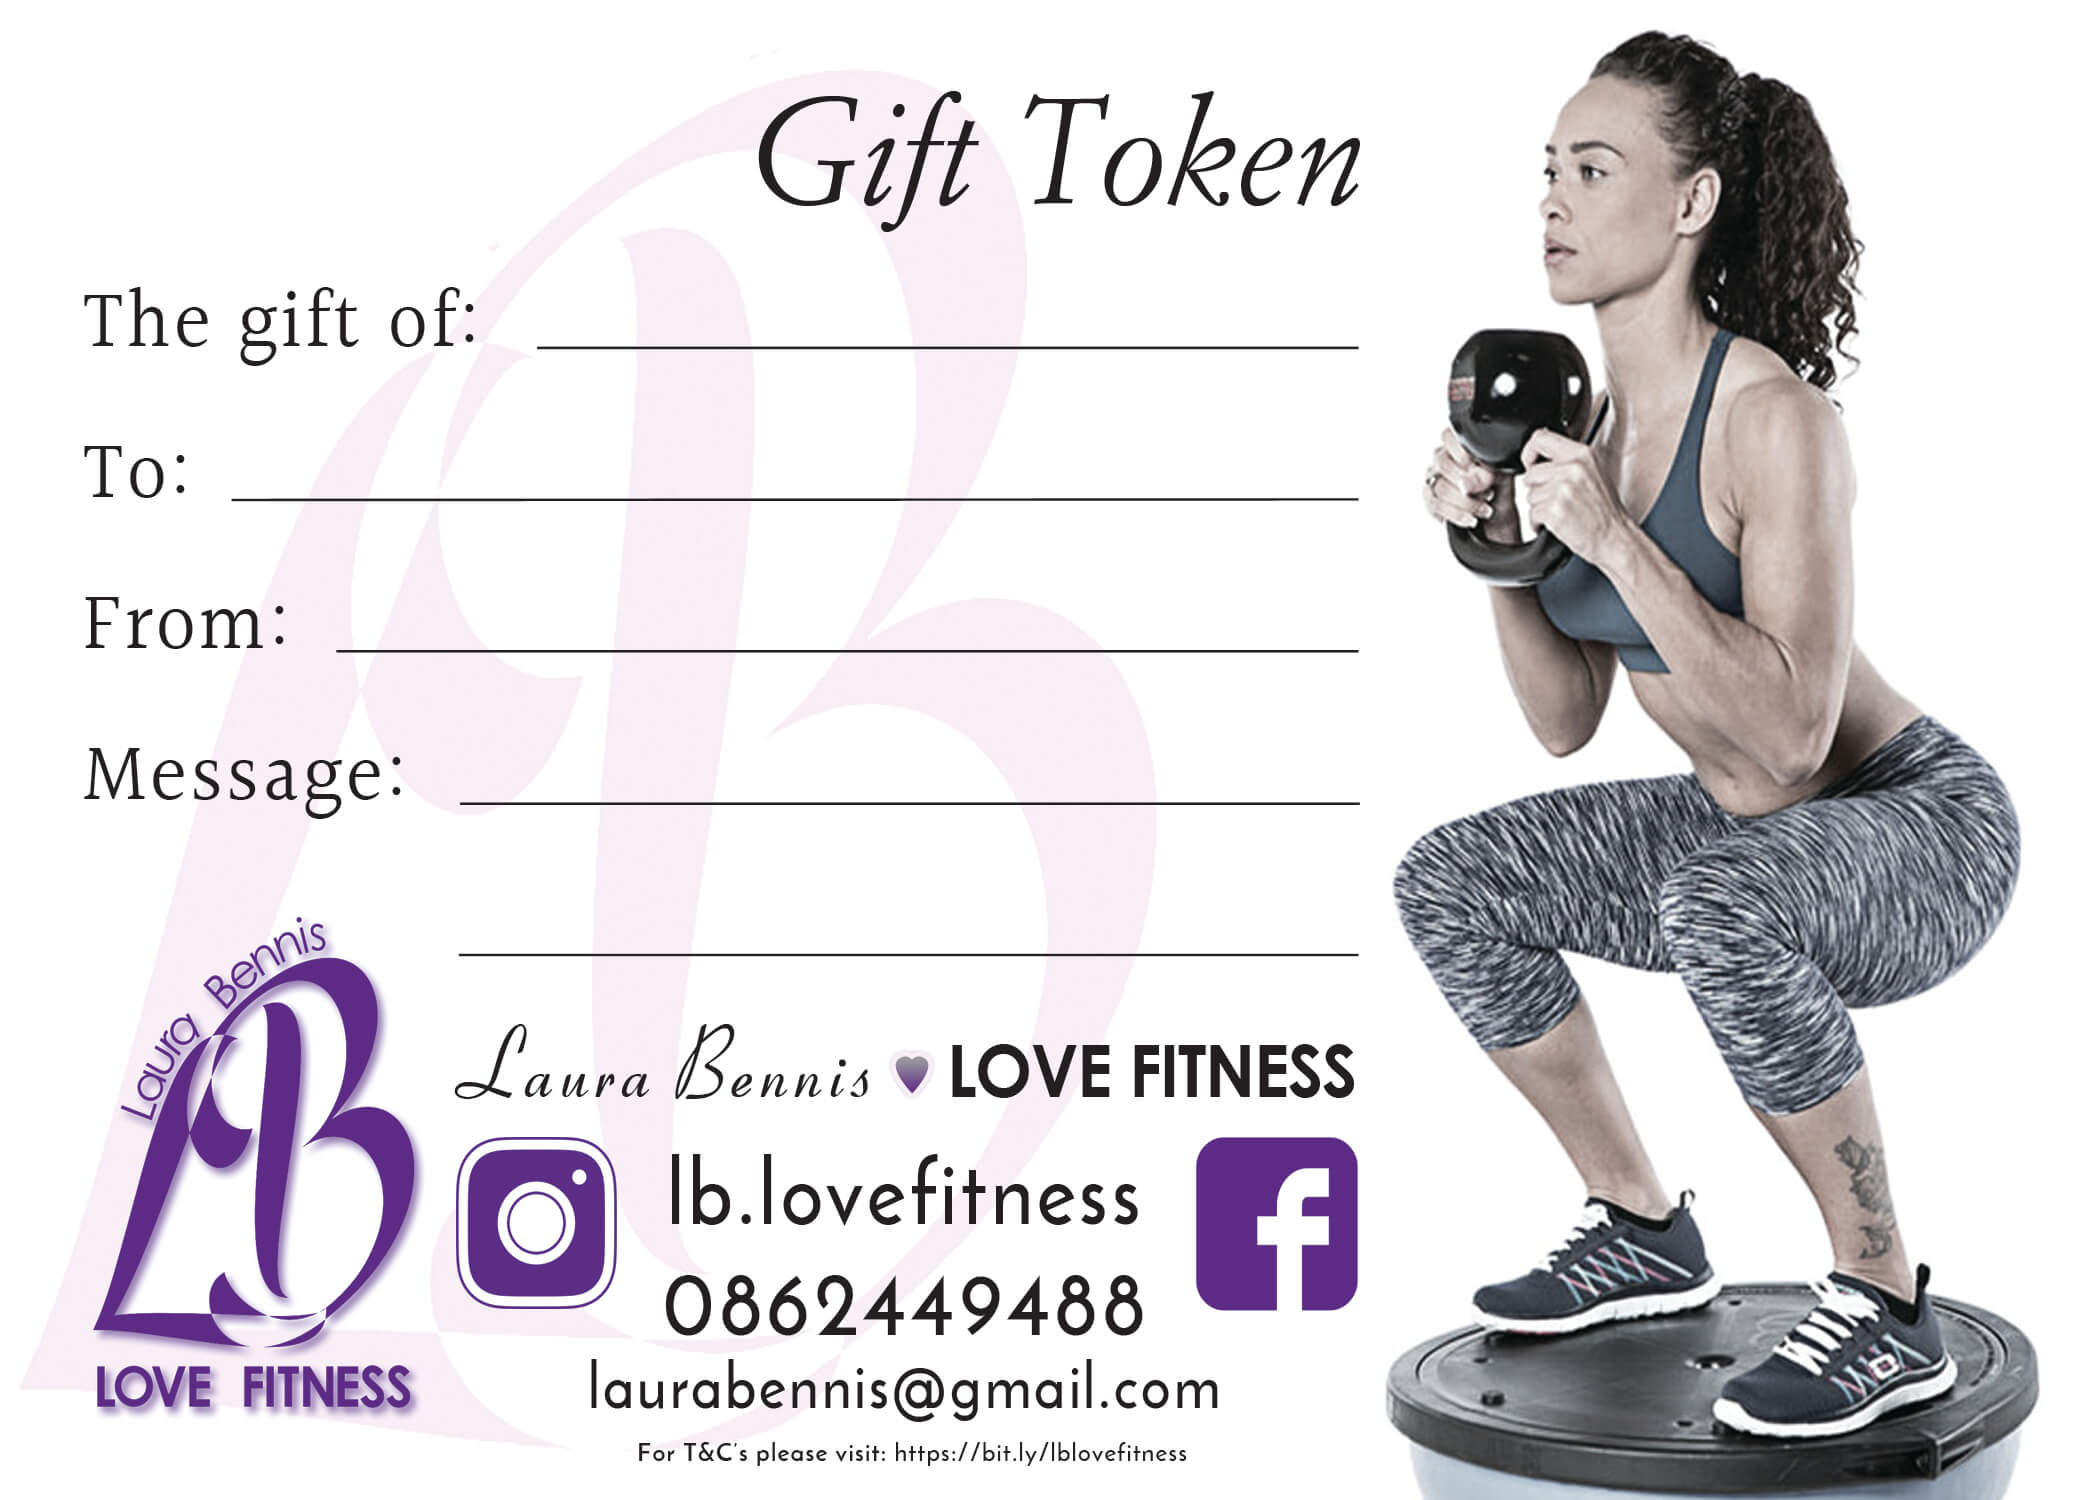 Gift Token
The gift of:
To:
From:
Message:
Laura Bennis
LB
LOVE FITNESS
Laura Bennis LOVE FITNESS
lb.lovefitness
0862449488
laurabennis@gmail.com
For T&C's please visit: https://bit.ly/lblovefitness